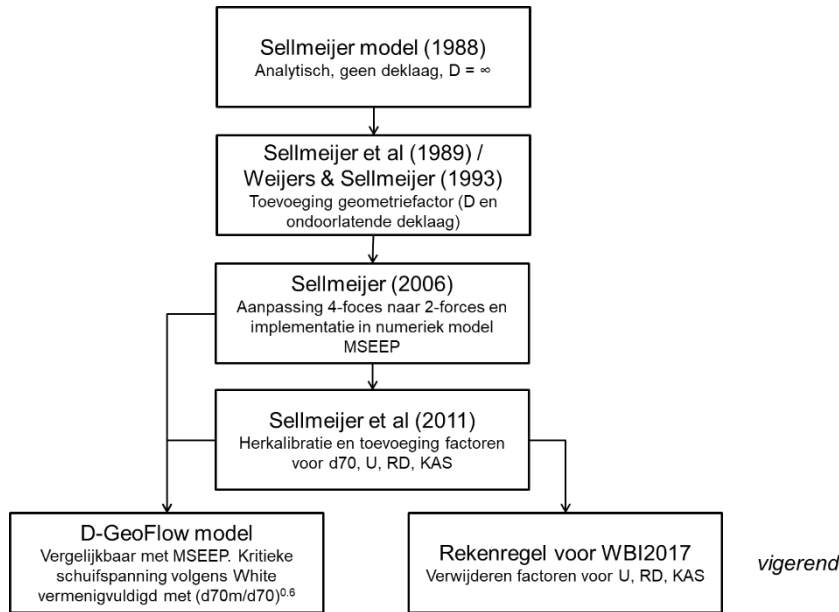 Sellmeijer model (1988)
Analytisch, geen deklaag, D = ∞
Sellmeijer et al (1989) /
Weijers & Sellmeijer (1993)
Toevoeging geometriefactor (D en
ondoorlatende deklaag)
Sellmeijer (2006)
Aanpassing 4-foces naar 2-forces en
implementatie in numeriek model
MSEEP
Sellmeijer et al (2011)
Herkalibratie en toevoeging factoren
voor d70, U, RD, KAS
D-GeoFlow model
Vergelijkbaar met MSEEP. Kritieke
schuifspanning volgens White
vermenigvuldigd met (d70m/d70)^0.6
Rekenregel voor WBI2017
Verwijderen factoren voor U, RD, KAS
vigerend